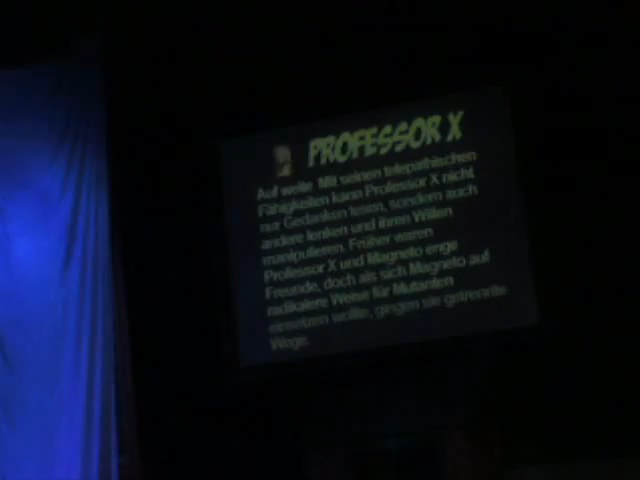 PROFESSOR X
Auf welle Mit seinen telepathischen
Fähigkeiten kann Professor X nicht
nur Gedanken lesen, sondern auch
andere lenken und ihren Willen
manipulieren. Früher waren
Professor X und Magneto enge
Freunde, doch als sich Magneto auf
radikalere Weise für Mutanten
einsetzen wollte, gingen sie getrennte
Wege.